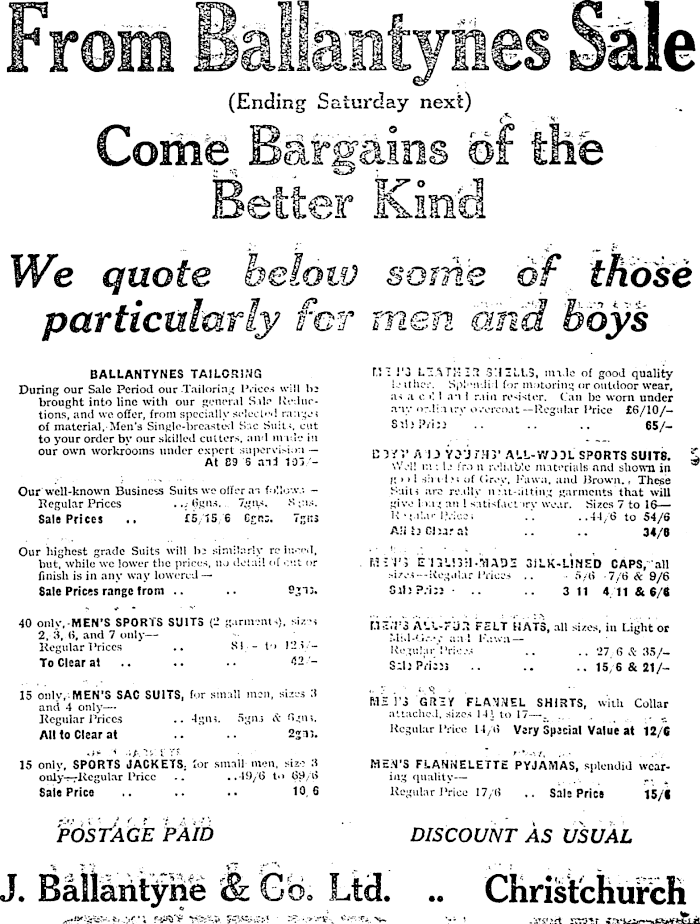 From Ballantynes Sale
(Ending Saturday next)
Come Bargains of the
Better Kind
We quote below some of those
particularly for men and boys
BALLANTYNES TAILORING
During our Sale Period our Tailoring Prices will be
brought into line with our general Sale Reduc-
tions, and we offer, from specially selected ranges
of material, Men's Single-breasted Sac Suits, cut
to your order by our skilled cutters, and made in
our own workrooms under expert supervision—
At 89/6 and 105/-
Our well-known Business Suits we offer as follows—
Regular Prices .. 6gns. 7gns. 8gns.
Sale Prices .. £5/15/6 6gns. 7gns
Our highest grade Suits will be similarly reduced,
but, while we lower the prices, no detail of cut or
finish is in any way lowered—
Sale Prices range from .. .. 9gns.
40 only, MEN'S SPORTS SUITS (2 garments), sizes
2, 3, 6, and 7 only—
Regular Prices .. to
To Clear at .. .. .. 42/-
15 only, MEN'S SAC SUITS, for small men, sizes 3
and 4 only—
Regular Prices .. 4gns. 5gns & 6gns.
All to Clear at .. .. 2gns.
15 only, SPORTS JACKETS, for small men, size 3
only—Regular Price .. ..49/6 to 69/6
Sale Price .. .. .. 10/6
MEN'S LEATHER SHELLS, made of good quality
leather. Splendid for motoring or outdoor wear,
as a cold and rain resister. Can be worn under
any ordinary overcoat—Regular Price £6/10/-
Sale Price .. .. .. 65/-
BOYS' AND YOUTHS' ALL-WOOL SPORTS SUITS.
Well made from reliable materials and shown in
good shades of Grey, Fawn, and Brown. These
Suits are really neat-fitting garments that will
give long and satisfactory wear. Sizes 7 to 16—
Regular Prices .. ..44/6 to 54/6
All to Clear at .. .. 34/6
MEN'S ENGLISH-MADE SILK-LINED CAPS, all
sizes—Regular Prices .. 5/6 7/6 & 9/6
Sale Price .. .. 3/11 4/11 & 6/6
MEN'S ALL-FUR FELT HATS, all sizes, in Light or
Mid-Grey and Fawn—
Regular Prices .. .. 27/6 & 35/-
Sale Prices .. .. 15/6 & 21/-
MEN'S GREY FLANNEL SHIRTS, with Collar
attached, sizes 14½ to 17—
Regular Price 14/6 Very Special Value at 12/6
MEN'S FLANNELETTE PYJAMAS, splendid wear-
ing quality—
Regular Price 17/6 .. Sale Price 15/6
POSTAGE PAID
DISCOUNT AS USUAL
J. Ballantyne & Co. Ltd. .. Christchurch